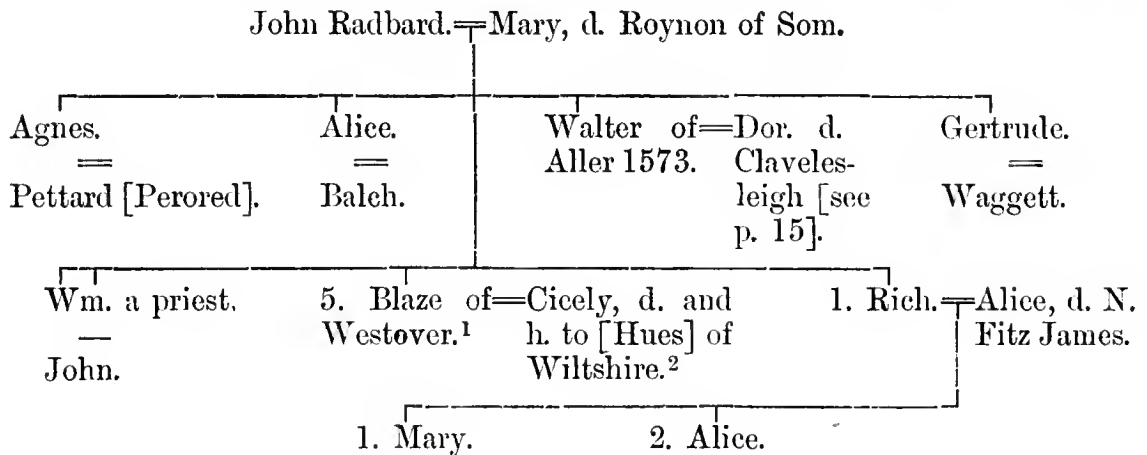 John Radbard.=Mary, d. Roynon of Som.
Agnes.
=
Pettard [Perored].
Alice.
=
Balch.
Walter of=Dor. d.
Aller 1573. Claveles-
leigh [see
p. 15].
Gertrude.
=
Waggett.
Wm. a priest.
—
John.
5. Blaze of=Cicely, d. and
Westover.¹ h. to [Hues] of
Wiltshire.²
1. Rich.=Alice, d. N.
Fitz James.
1. Mary. 2. Alice.